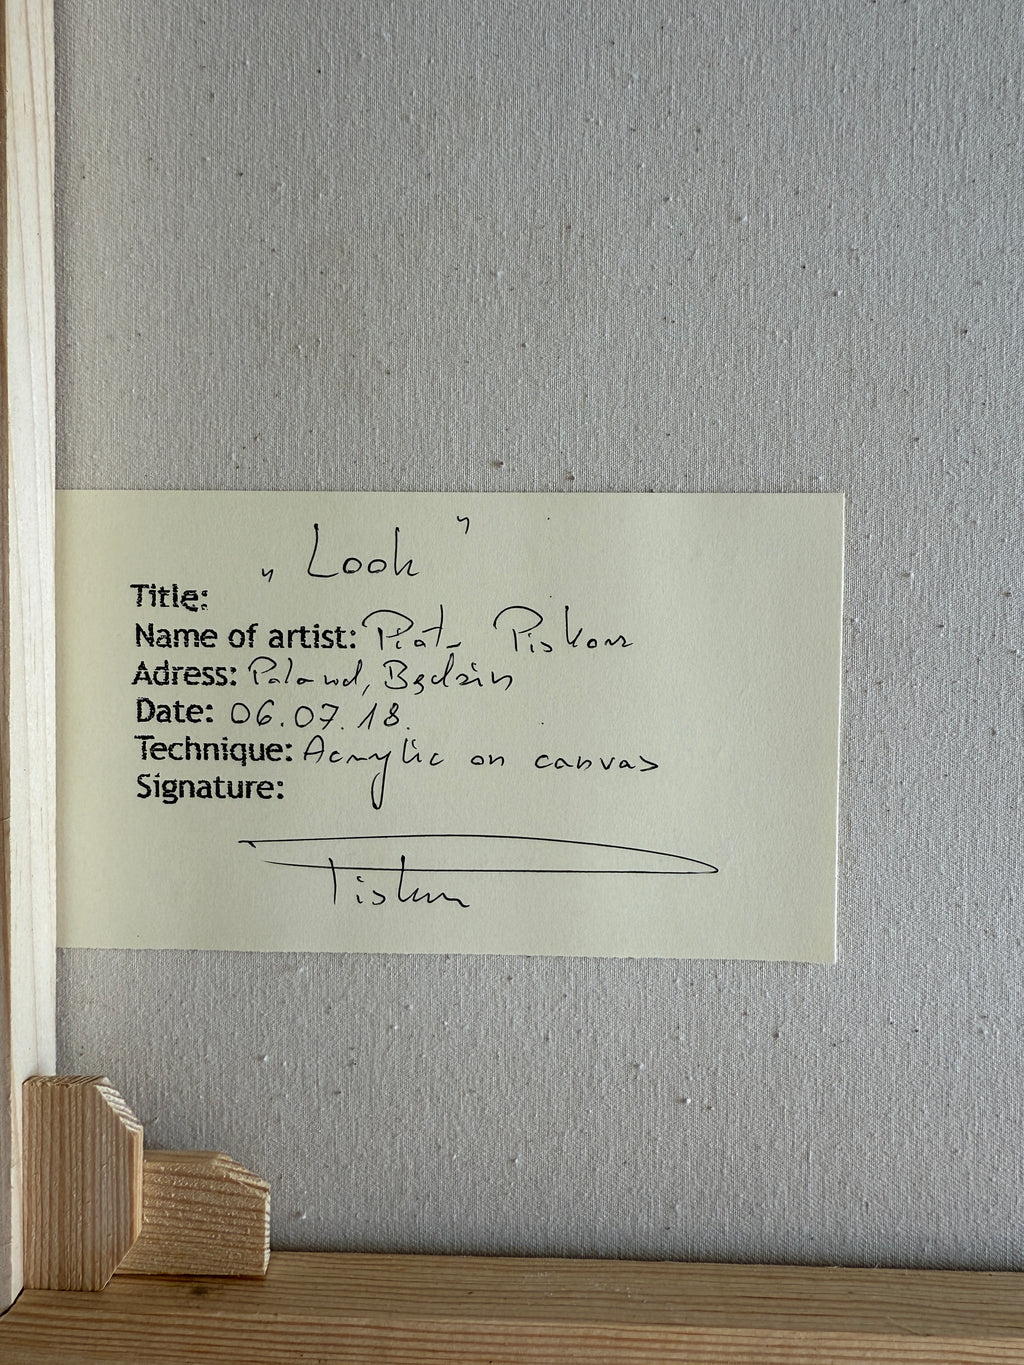 „Look”
Title:
Name of artist: Piotr Piskorz
Adress: Poland, Będzin
Date: 06.07.18.
Technique: Acrylic on canvas
Signature:
Piskorz